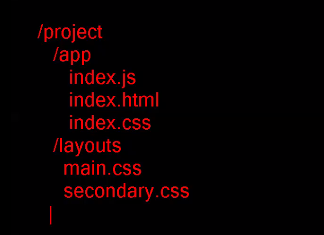 /project
/app
index.js
index.html
index.css
/layouts
main.css
secondary.css